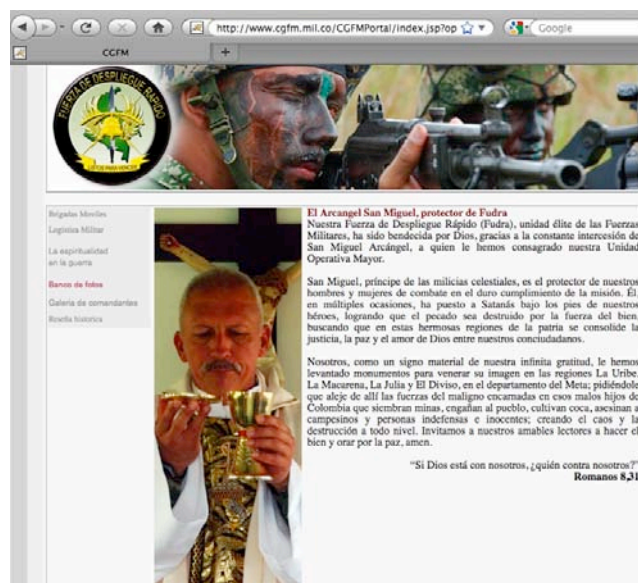 http://www.cgfm.mil.co/CGFMPortal/index.jsp?op
Google
CGFM
FUERZA DE DESPLIEGUE RAPIDO
LISTOS PARA VENCER
Brigadas Moviles
Logistica Militar
La espiritualidad
en la guerra
Banco de fotos
Galeria de comandantes
Reseña historica
El Arcangel San Miguel, protector de Fudra
Nuestra Fuerza de Despliegue Rápido (Fudra), unidad élite de las Fuerzas
Militares, ha sido bendecida por Dios, gracias a la constante intercesión de
San Miguel Arcángel, a quien le hemos consagrado nuestra Unidad
Operativa Mayor.
San Miguel, príncipe de las milicias celestiales, es el protector de nuestros
hombres y mujeres de combate en el duro cumplimiento de la misión. Él,
en múltiples ocasiones, ha puesto a Satanás bajo los pies de nuestros
héroes, logrando que el pecado sea destruido por la fuerza del bien,
buscando que en estas hermosas regiones de la patria se consolide la
justicia, la paz y el amor de Dios entre nuestros conciudadanos.
Nosotros, como un signo material de nuestra infinita gratitud, le hemos
levantado monumentos para venerar su imagen en las regiones La Uribe,
La Macarena, La Julia y El Diviso, en el departamento del Meta; pidiéndole
que aleje de allí las fuerzas del maligno encarnadas en esos malos hijos de
Colombia que siembran minas, engañan al pueblo, cultivan coca, asesinan a
campesinos y personas indefensas e inocentes; creando el caos y la
destrucción a todo nivel. Invitamos a nuestros amables lectores a hacer el
bien y orar por la paz, amen.
“Si Dios está con nosotros, ¿quién contra nosotros?”
Romanos 8,31